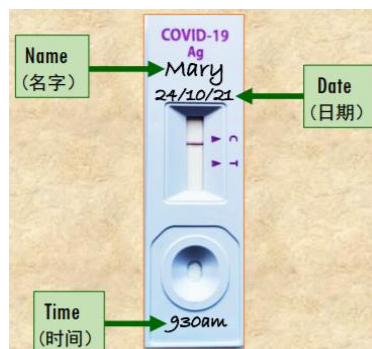 COVID-19
Ag
Name
(名字)
Mary
24/10/21
Date
(日期)
C
T
Time
(时间)
930am